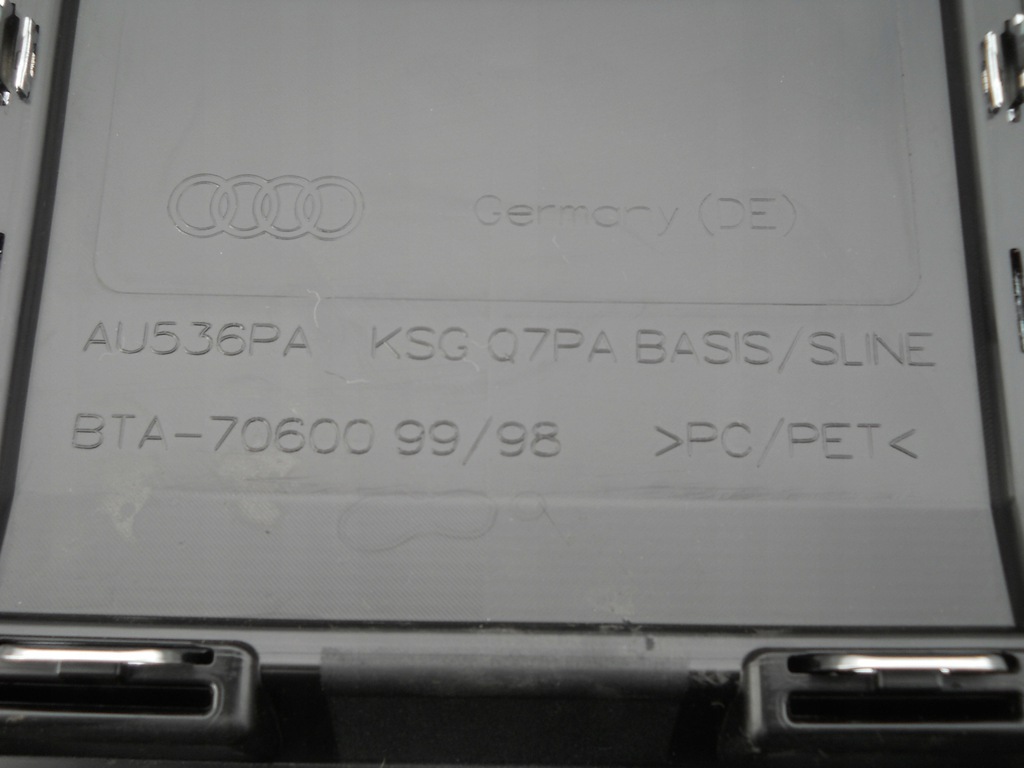 Germany (DE)
AU536PA KSG Q7PA BASIS/SLINE
BTA-70600 99/98 >PC/PET<